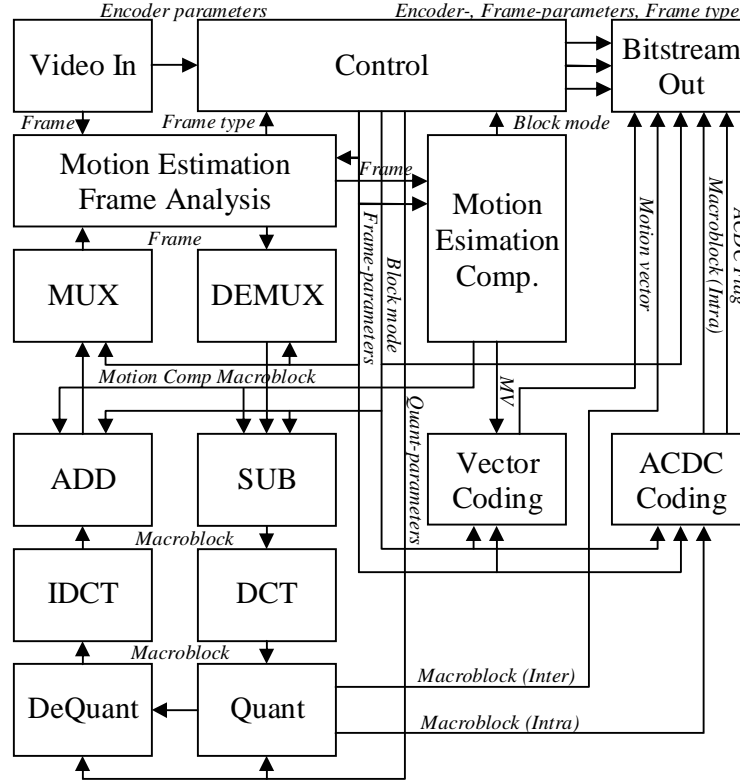 Encoder parameters
Encoder-, Frame-parameters, Frame type
Video In
Control
Bitstream
Out
Frame
Frame type
Block mode
Motion Estimation
Frame Analysis
Frame
Motion
Esimation
Comp.
Frame
MUX
DEMUX
Frame-parameters
Block mode
Motion vector
Macroblock (Intra)
ACDC Flag
Motion Comp Macroblock
MV
Quant-parameters
ADD
SUB
Vector
Coding
ACDC
Coding
Macroblock
IDCT
DCT
Macroblock
DeQuant
Quant
Macroblock (Inter)
Macroblock (Intra)